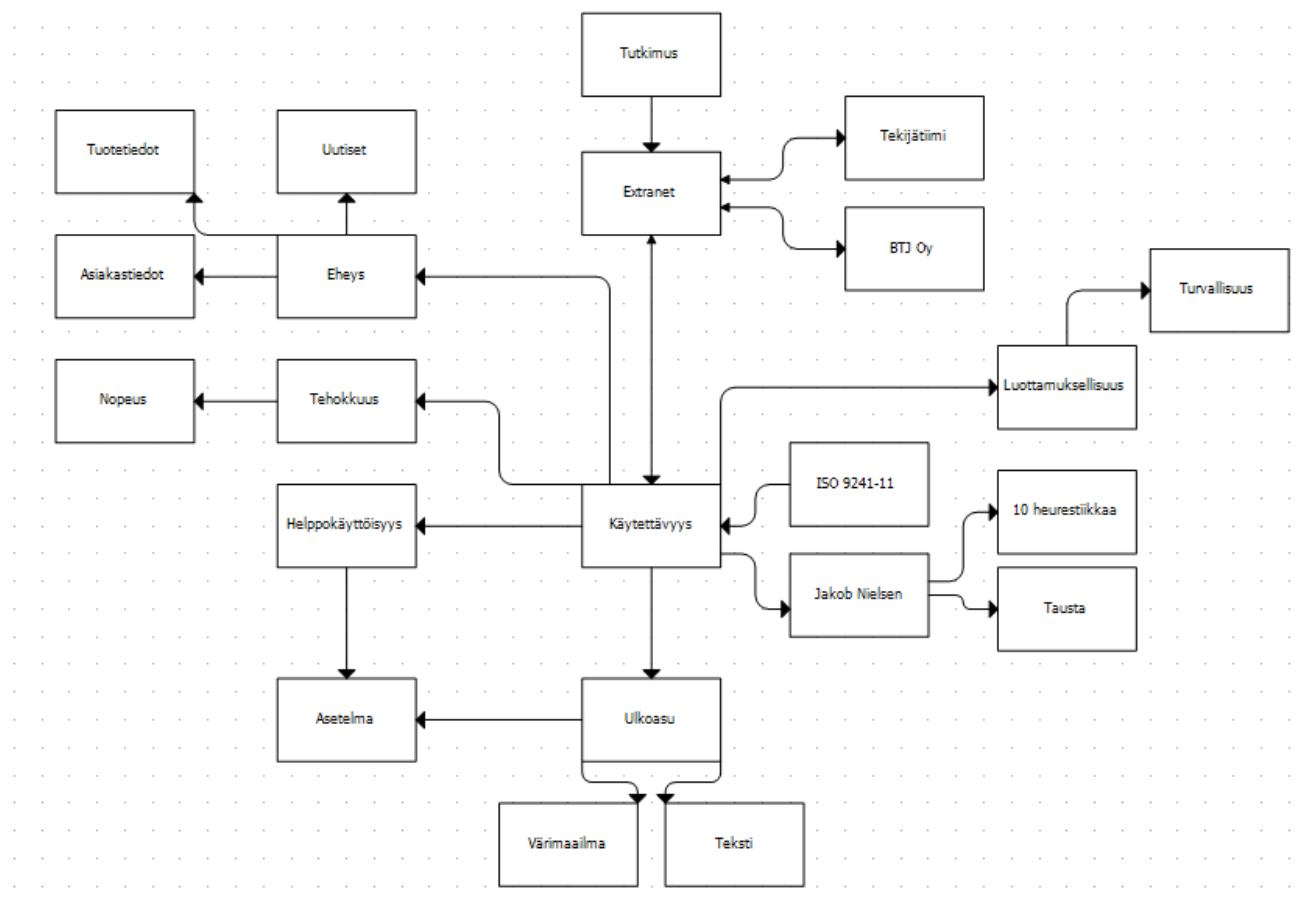 Tutkimus
Tekijätiimi
Tuotetiedot
Uutiset
Extranet
BTJ Oy
Asiakastiedot
Eheys
Turvallisuus
Luottamuksellisuus
Nopeus
Tehokkuus
ISO 9241-11
10 heurestiikkaa
Helppokäyttöisyys
Käytettävyys
Jakob Nielsen
Tausta
Asetelma
Ulkoasu
Värimaailma
Teksti